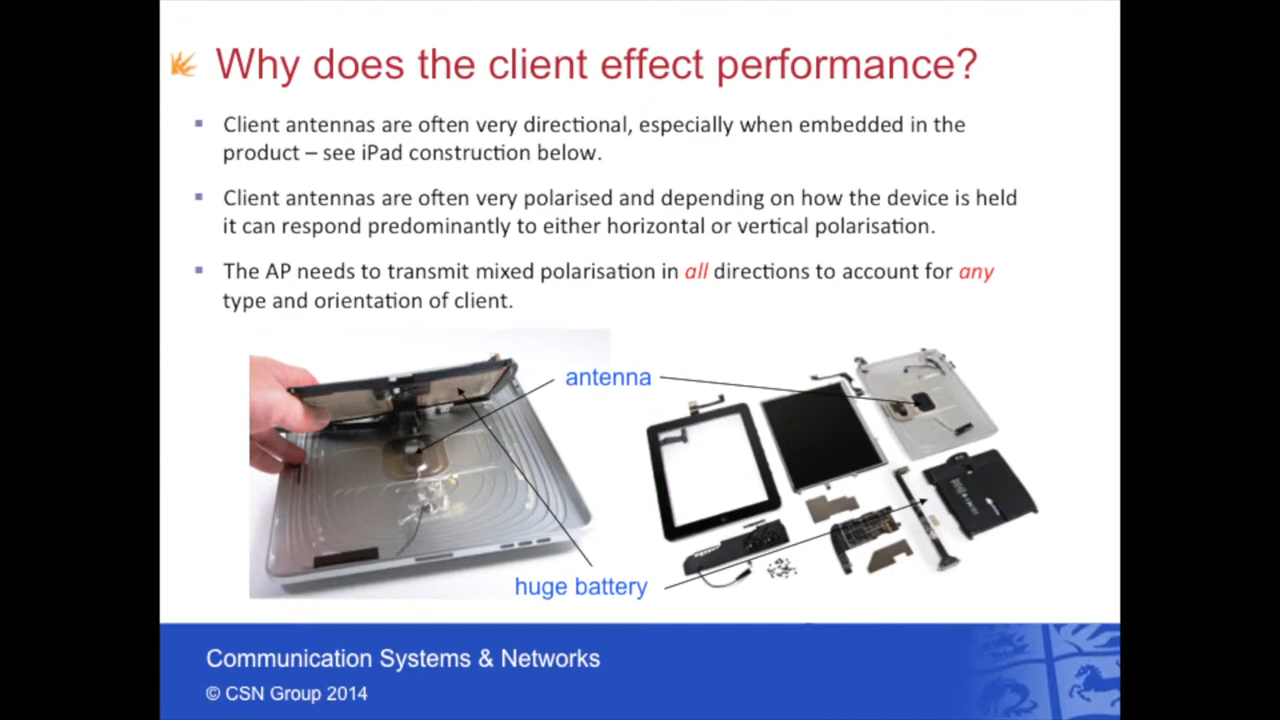 Why does the client effect performance?
▪ Client antennas are often very directional, especially when embedded in the
product – see iPad construction below.
▪ Client antennas are often very polarised and depending on how the device is held
it can respond predominantly to either horizontal or vertical polarisation.
▪ The AP needs to transmit mixed polarisation in all directions to account for any
type and orientation of client.
antenna
huge battery
Communication Systems & Networks
© CSN Group 2014